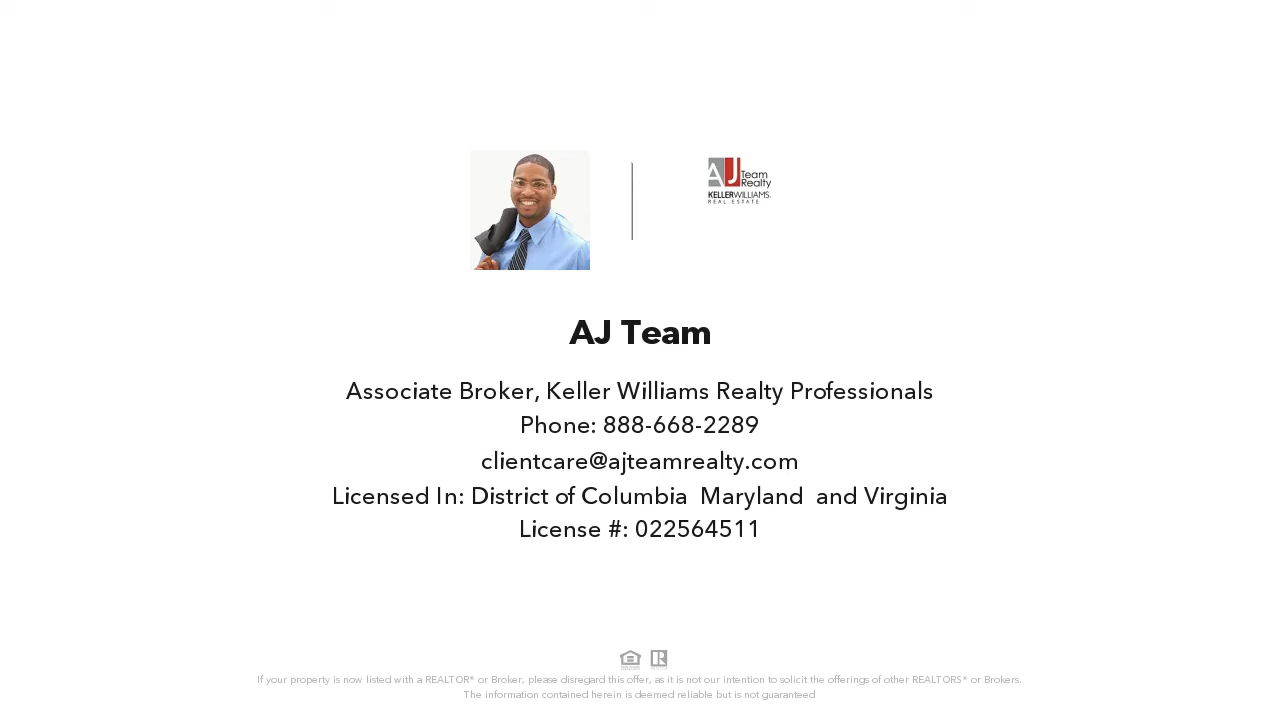 AJ Team
Realty
KELLERWILLIAMS.
REAL ESTATE
AJ Team
Associate Broker, Keller Williams Realty Professionals
Phone: 888-668-2289
clientcare@ajteamrealty.com
Licensed In: District of Columbia  Maryland  and Virginia
License #: 022564511
If your property is now listed with a REALTOR® or Broker, please disregard this offer, as it is not our intention to solicit the offerings of other REALTORS® or Brokers.
The information contained herein is deemed reliable but is not guaranteed